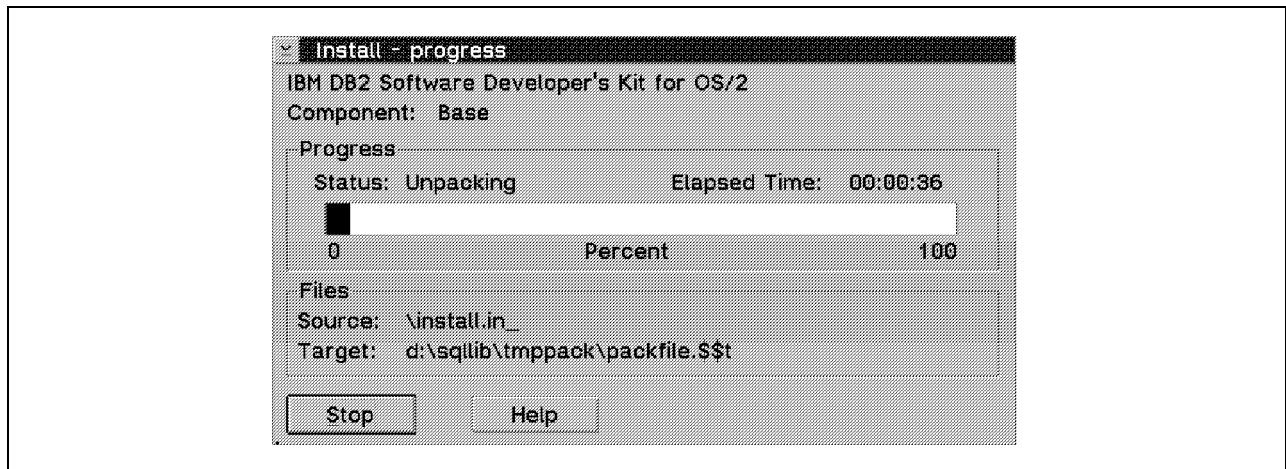 Install - progress
IBM DB2 Software Developer's Kit for OS/2
Component: Base
Progress
Status: Unpacking Elapsed Time: 00:00:36
0 Percent 100
Files
Source: \install.in_
Target: d:\sqllib\tmppack\packfile.$$t
Stop Help